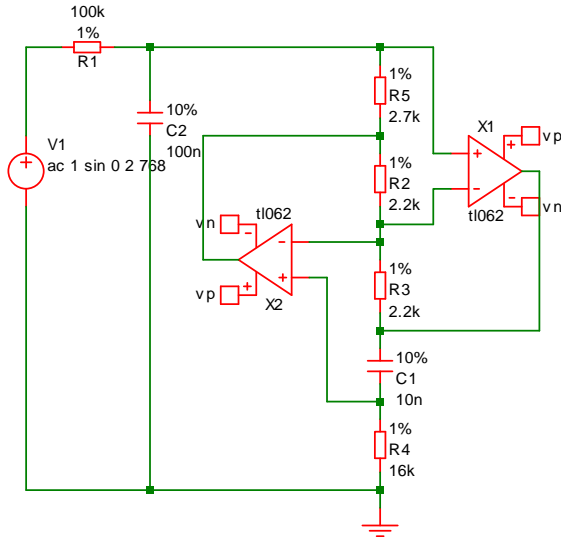 100k
1%
R1
V1
ac 1 sin 0 2 768
10%
C2
100n
1%
R5
2.7k
X1
vp
vn
tl062
1%
R2
2.2k
tl062
vn
vp
X2
1%
R3
2.2k
10%
C1
10n
1%
R4
16k